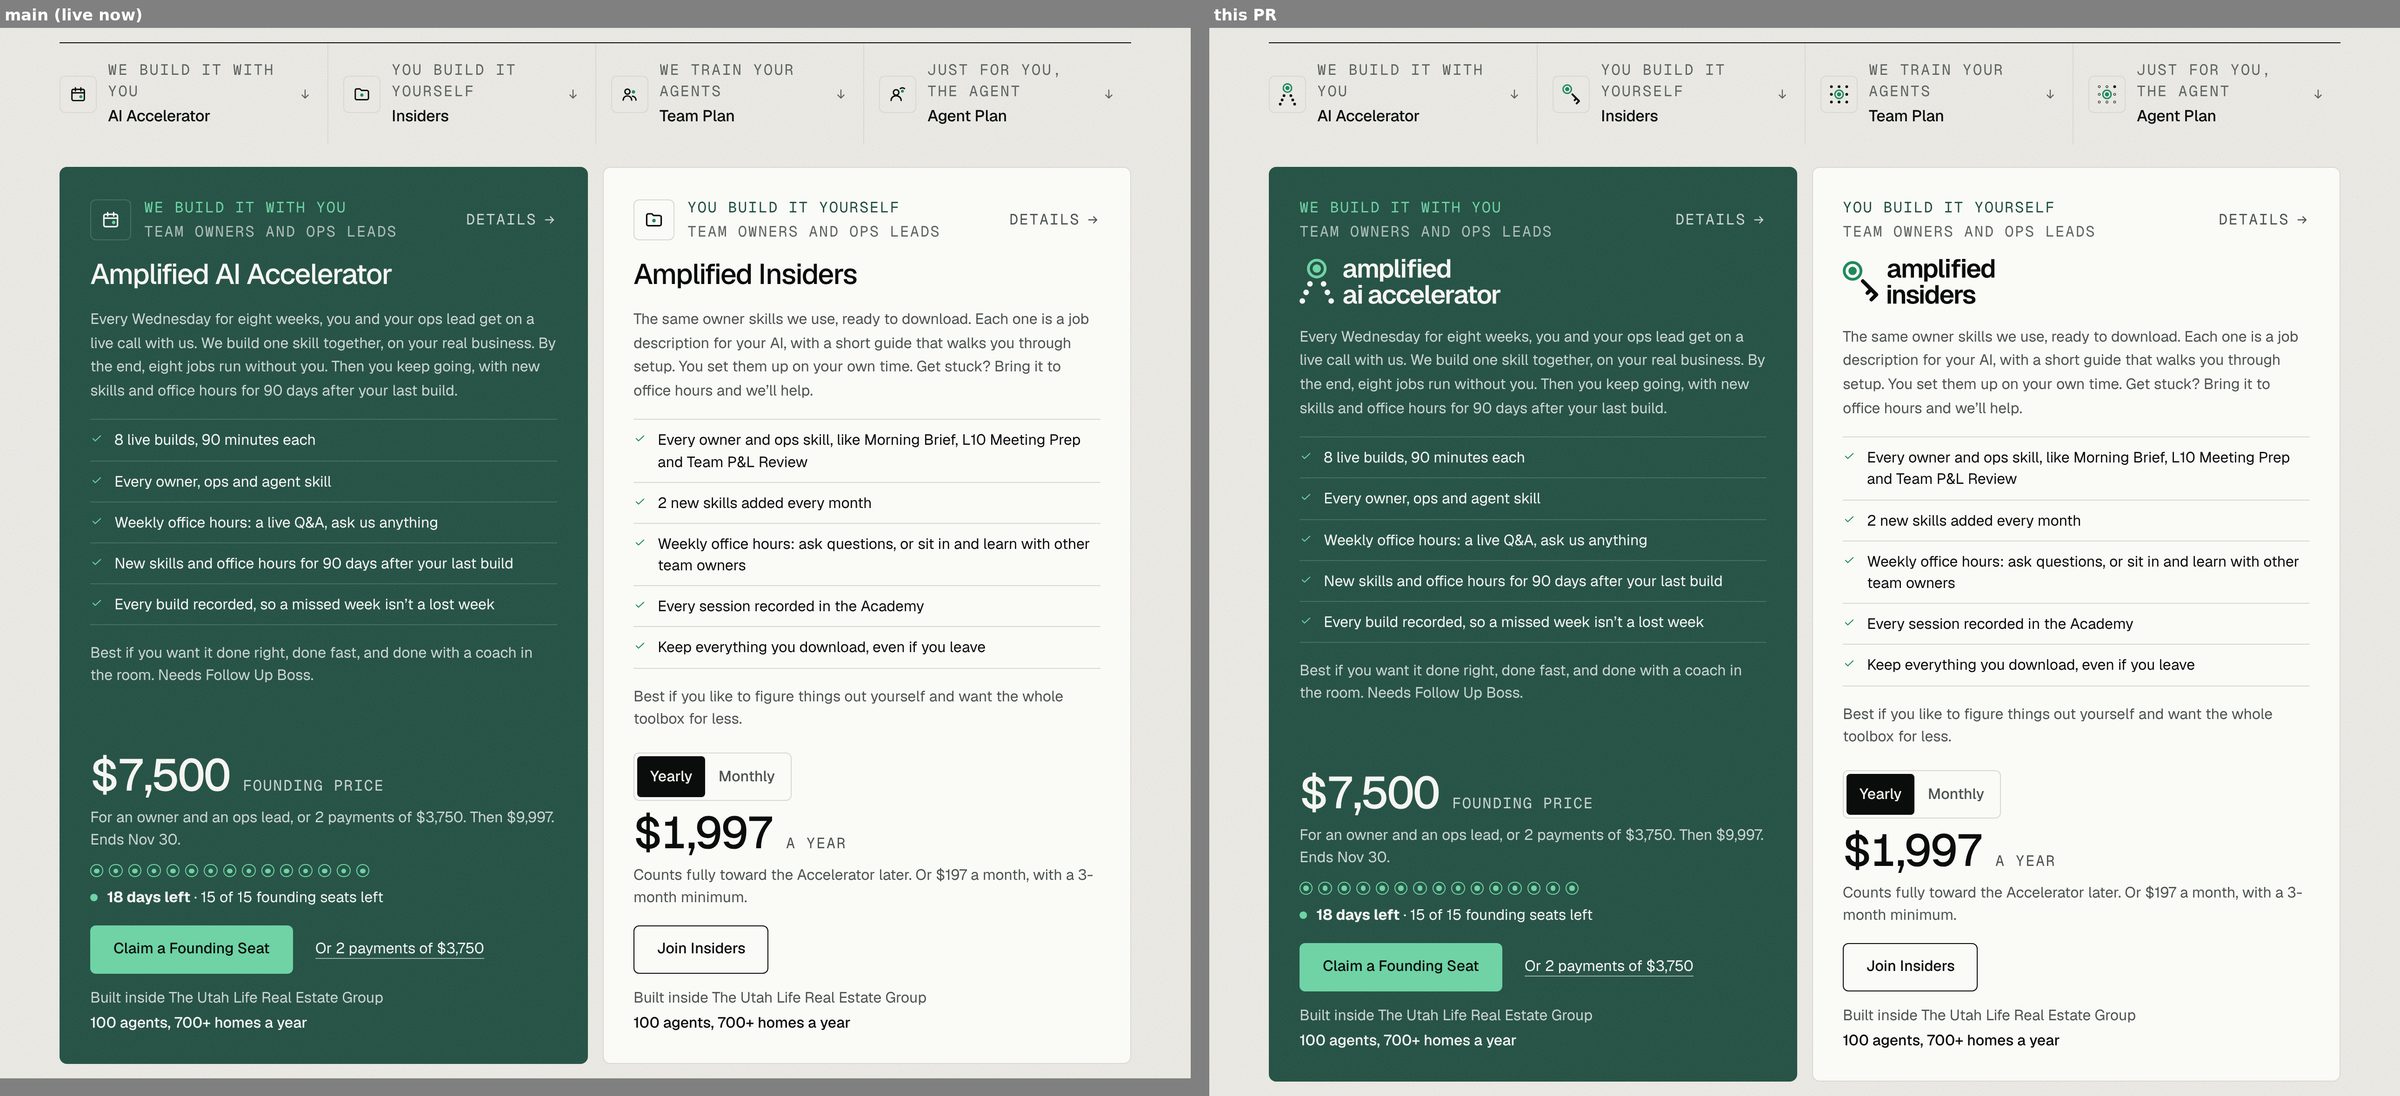 main (live now)
WE BUILD IT WITH
YOU
AI Accelerator
↓
YOU BUILD IT
YOURSELF
Insiders
↓
WE TRAIN YOUR
AGENTS
Team Plan
↓
JUST FOR YOU,
THE AGENT
Agent Plan
↓
WE BUILD IT WITH YOU
TEAM OWNERS AND OPS LEADS
DETAILS →
Amplified AI Accelerator
Every Wednesday for eight weeks, you and your ops lead get on a
live call with us. We build one skill together, on your real business. By
the end, eight jobs run without you. Then you keep going, with new
skills and office hours for 90 days after your last build.
8 live builds, 90 minutes each
Every owner, ops and agent skill
Weekly office hours: a live Q&A, ask us anything
New skills and office hours for 90 days after your last build
Every build recorded, so a missed week isn’t a lost week
Best if you want it done right, done fast, and done with a coach in
the room. Needs Follow Up Boss.
$7,500 FOUNDING PRICE
For an owner and an ops lead, or 2 payments of $3,750. Then $9,997.
Ends Nov 30.
18 days left · 15 of 15 founding seats left
Claim a Founding Seat
Or 2 payments of $3,750
Built inside The Utah Life Real Estate Group
100 agents, 700+ homes a year
YOU BUILD IT YOURSELF
TEAM OWNERS AND OPS LEADS
DETAILS →
Amplified Insiders
The same owner skills we use, ready to download. Each one is a job
description for your AI, with a short guide that walks you through
setup. You set them up on your own time. Get stuck? Bring it to
office hours and we’ll help.
Every owner and ops skill, like Morning Brief, L10 Meeting Prep
and Team P&L Review
2 new skills added every month
Weekly office hours: ask questions, or sit in and learn with other
team owners
Every session recorded in the Academy
Keep everything you download, even if you leave
Best if you like to figure things out yourself and want the whole
toolbox for less.
Yearly
Monthly
$1,997 A YEAR
Counts fully toward the Accelerator later. Or $197 a month, with a 3-
month minimum.
Join Insiders
Built inside The Utah Life Real Estate Group
100 agents, 700+ homes a year
this PR
WE BUILD IT WITH
YOU
AI Accelerator
↓
YOU BUILD IT
YOURSELF
Insiders
↓
WE TRAIN YOUR
AGENTS
Team Plan
↓
JUST FOR YOU,
THE AGENT
Agent Plan
↓
WE BUILD IT WITH YOU
TEAM OWNERS AND OPS LEADS
DETAILS →
amplified
ai accelerator
Every Wednesday for eight weeks, you and your ops lead get on a
live call with us. We build one skill together, on your real business. By
the end, eight jobs run without you. Then you keep going, with new
skills and office hours for 90 days after your last build.
8 live builds, 90 minutes each
Every owner, ops and agent skill
Weekly office hours: a live Q&A, ask us anything
New skills and office hours for 90 days after your last build
Every build recorded, so a missed week isn’t a lost week
Best if you want it done right, done fast, and done with a coach in
the room. Needs Follow Up Boss.
$7,500 FOUNDING PRICE
For an owner and an ops lead, or 2 payments of $3,750. Then $9,997.
Ends Nov 30.
18 days left · 15 of 15 founding seats left
Claim a Founding Seat
Or 2 payments of $3,750
Built inside The Utah Life Real Estate Group
100 agents, 700+ homes a year
YOU BUILD IT YOURSELF
TEAM OWNERS AND OPS LEADS
DETAILS →
amplified
insiders
The same owner skills we use, ready to download. Each one is a job
description for your AI, with a short guide that walks you through
setup. You set them up on your own time. Get stuck? Bring it to
office hours and we’ll help.
Every owner and ops skill, like Morning Brief, L10 Meeting Prep
and Team P&L Review
2 new skills added every month
Weekly office hours: ask questions, or sit in and learn with other
team owners
Every session recorded in the Academy
Keep everything you download, even if you leave
Best if you like to figure things out yourself and want the whole
toolbox for less.
Yearly
Monthly
$1,997 A YEAR
Counts fully toward the Accelerator later. Or $197 a month, with a 3-
month minimum.
Join Insiders
Built inside The Utah Life Real Estate Group
100 agents, 700+ homes a year